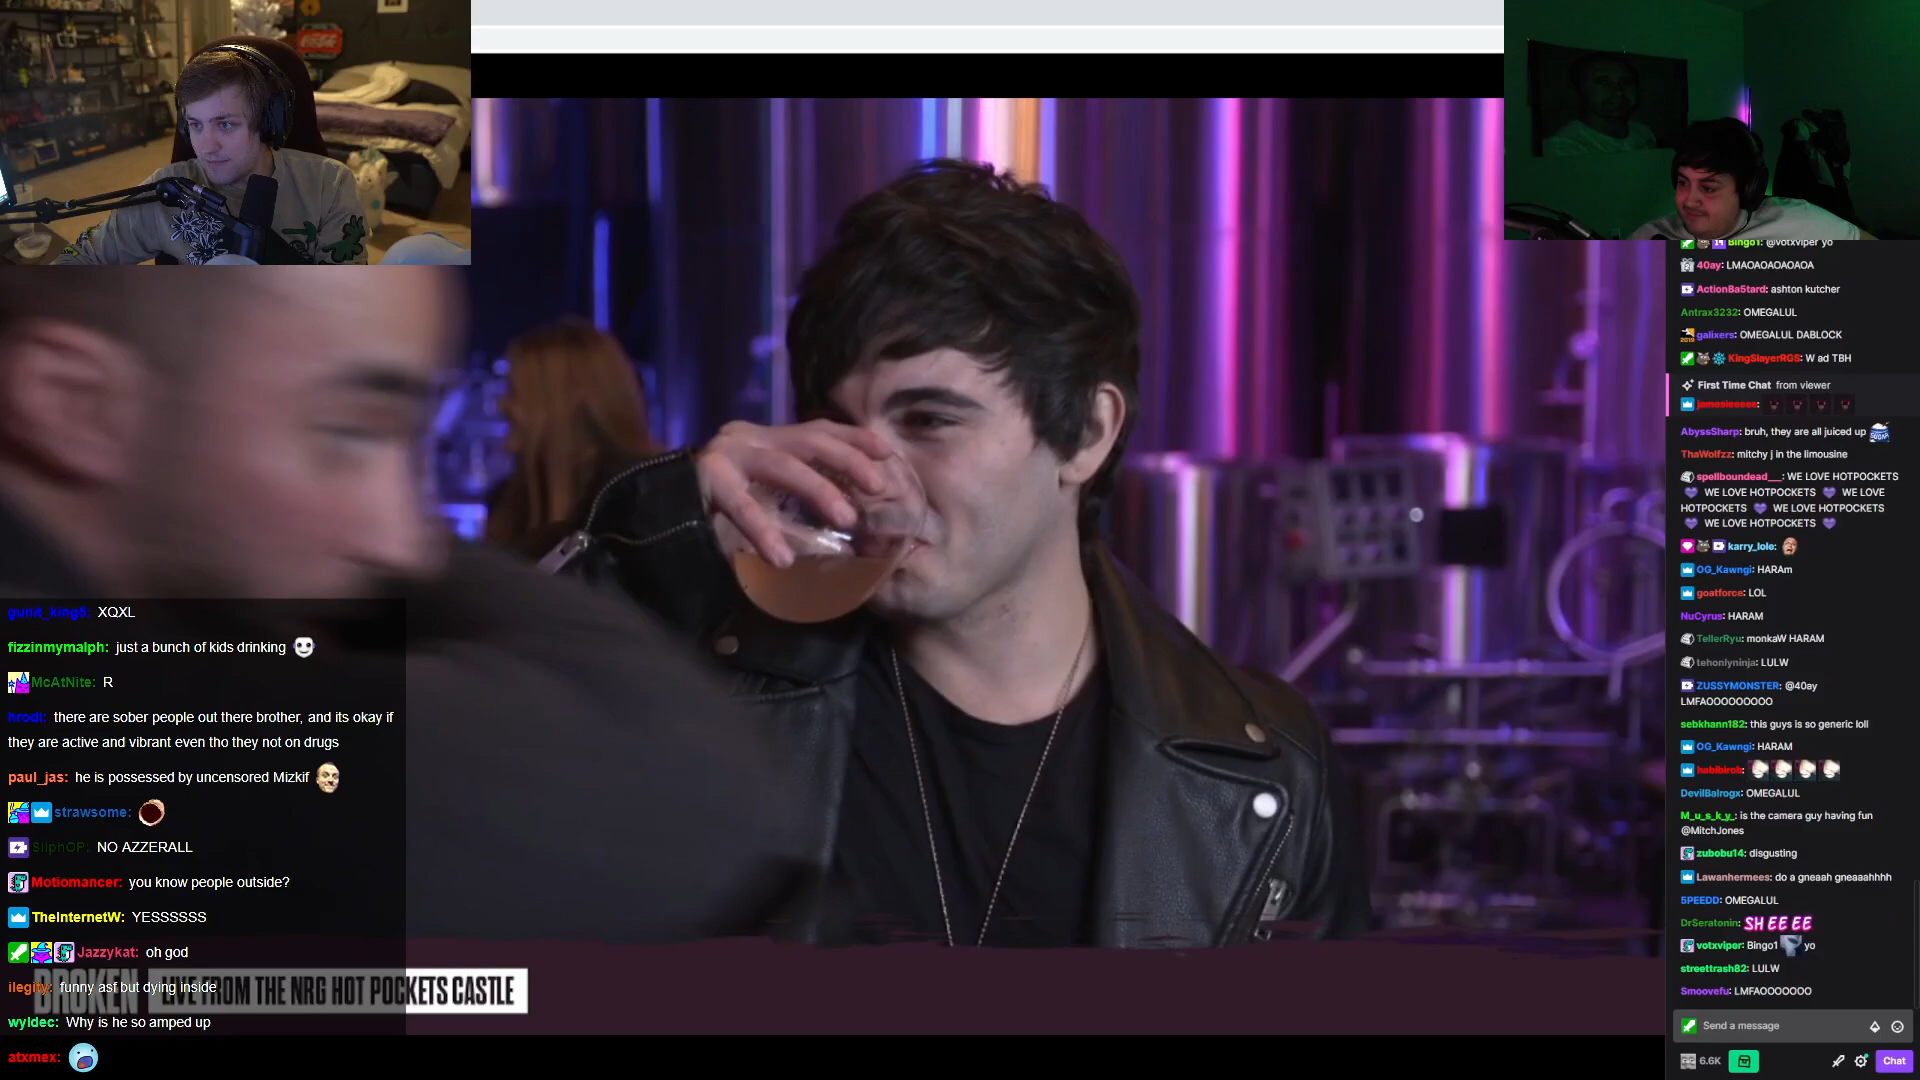 gunit_king5: XQXL
fizzinmymalph: just a bunch of kids drinking
McAtNite: R
hrodi: there are sober people out there brother, and its okay if
they are active and vibrant even tho they not on drugs
paul_jas: he is possessed by uncensored Mizkif
strawsome:
SliphOP: NO AZZERALL
Motiomancer: you know people outside?
TheInternetW: YESSSSSS
Jazzykat: oh god
ilegity: funny asf but dying inside
wyldec: Why is he so amped up
atxmex:
BROKEN LIVE FROM THE NRG HOT POCKETS CASTLE
Bingo1: @votxviper yo
40ay: LMAOAOAOAOAOA
ActionBa5tard: ashton kutcher
Antrax3232: OMEGALUL
galixers: OMEGALUL DABLOCK
KingSlayerRGS: W ad TBH
First Time Chat from viewer
AbyssSharp: bruh, they are all juiced up
ThaWolfzz: mitchy j in the limousine
spellboundead__: WE LOVE HOTPOCKETS
WE LOVE HOTPOCKETS WE LOVE
HOTPOCKETS WE LOVE HOTPOCKETS
WE LOVE HOTPOCKETS
karry_lole:
OG_Kawngi: HARAm
goatforce: LOL
NuCyrus: HARAM
TellerRyu: monkaW HARAM
tehonlyninja: LULW
ZUSSYMONSTER: @40ay
LMFAOOOOOOOOO
sebkhann182: this guys is so generic loll
OG_Kawngi: HARAM
habibirob:
DevilBalrogx: OMEGALUL
M_u_s_k_y_: is the camera guy having fun
@MitchJones
zubobu14: disgusting
Lawanhermees: do a gneaah gneaaahhhh
5PEEDD: OMEGALUL
DrSeratonin: SHEEEE
votxviper: Bingo1 yo
streettrash82: LULW
Smoovefu: LMFAOOOOOOO
Send a message
6.6K
Chat